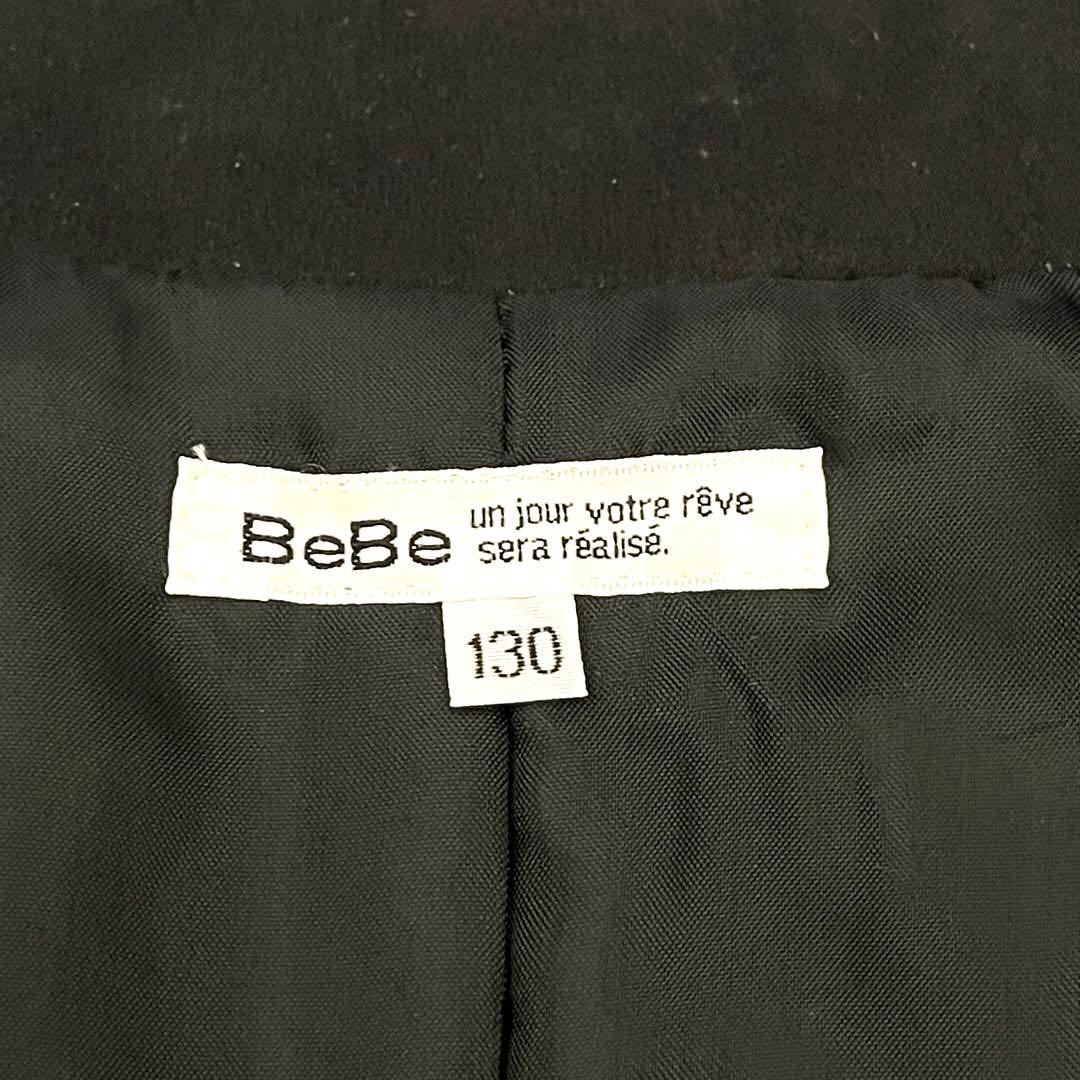 BeBe
un jour votre rêve
sera réalisé.
130